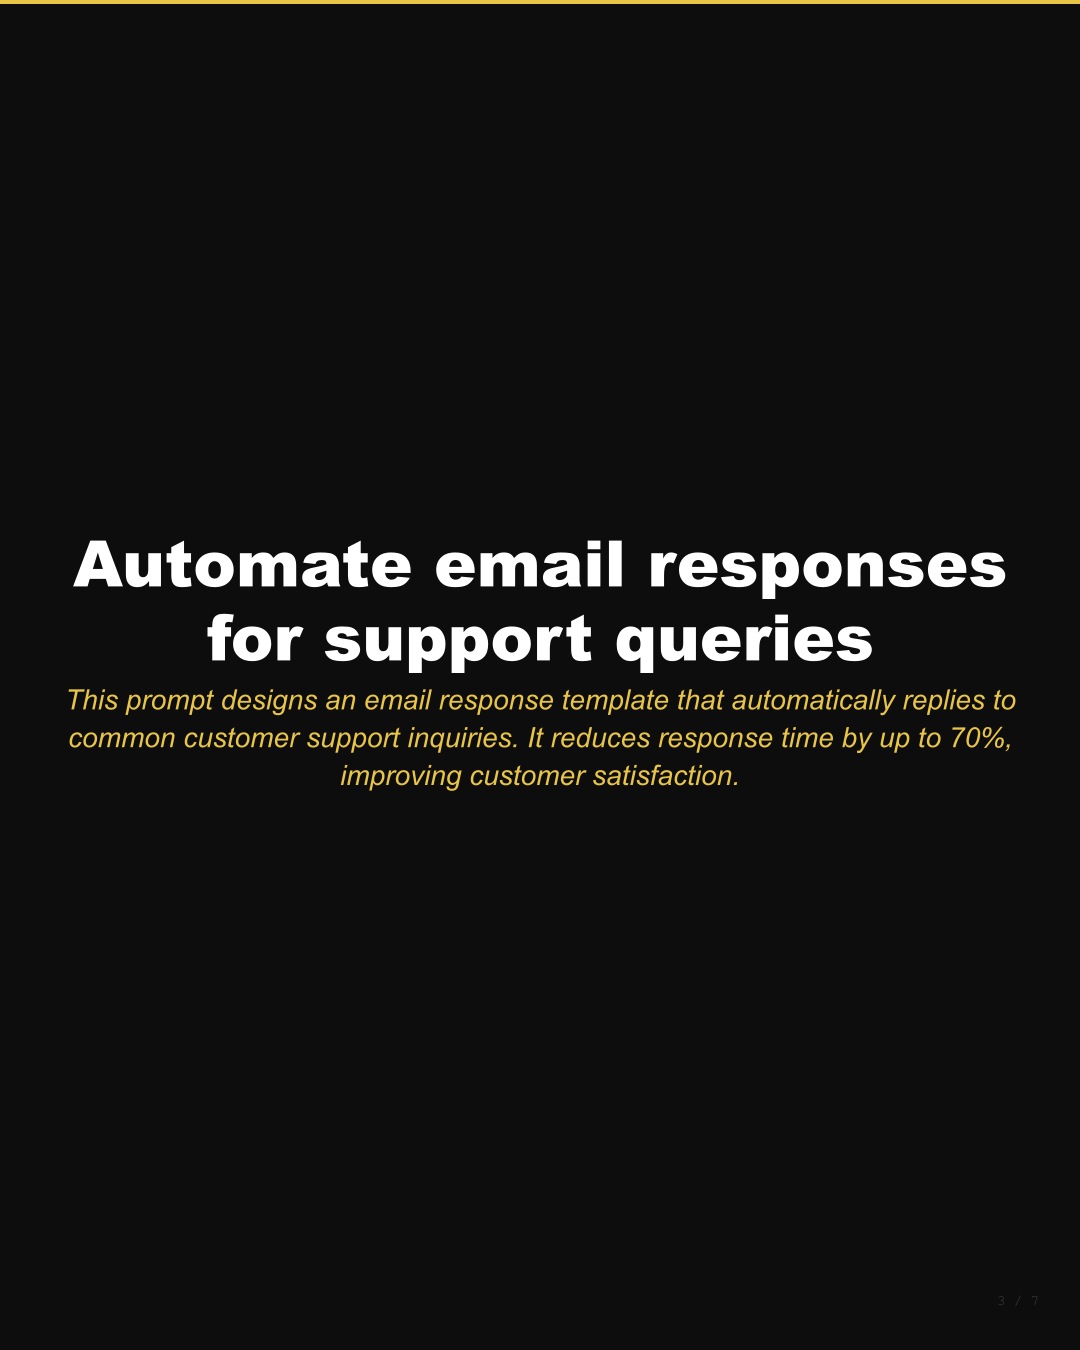 Automate email responses
for support queries
This prompt designs an email response template that automatically replies to
common customer support inquiries. It reduces response time by up to 70%,
improving customer satisfaction.
3 / 7